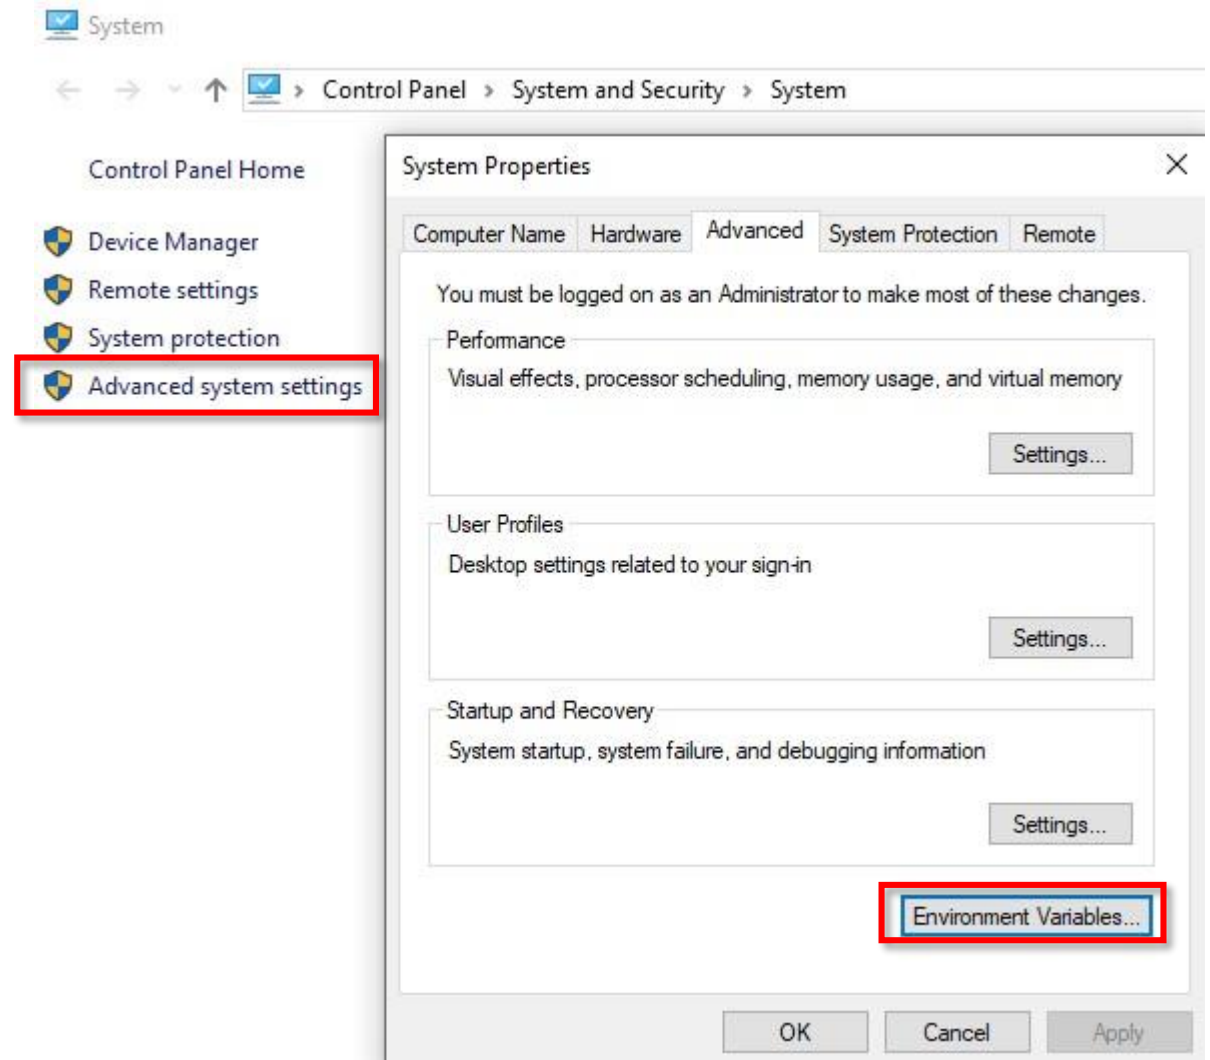 System
Control Panel › System and Security › System
Control Panel Home
Device Manager
Remote settings
System protection
Advanced system settings
System Properties
Computer Name Hardware Advanced System Protection Remote
You must be logged on as an Administrator to make most of these changes.
Performance
Visual effects, processor scheduling, memory usage, and virtual memory
Settings...
User Profiles
Desktop settings related to your sign-in
Settings...
Startup and Recovery
System startup, system failure, and debugging information
Settings...
Environment Variables...
OK Cancel Apply